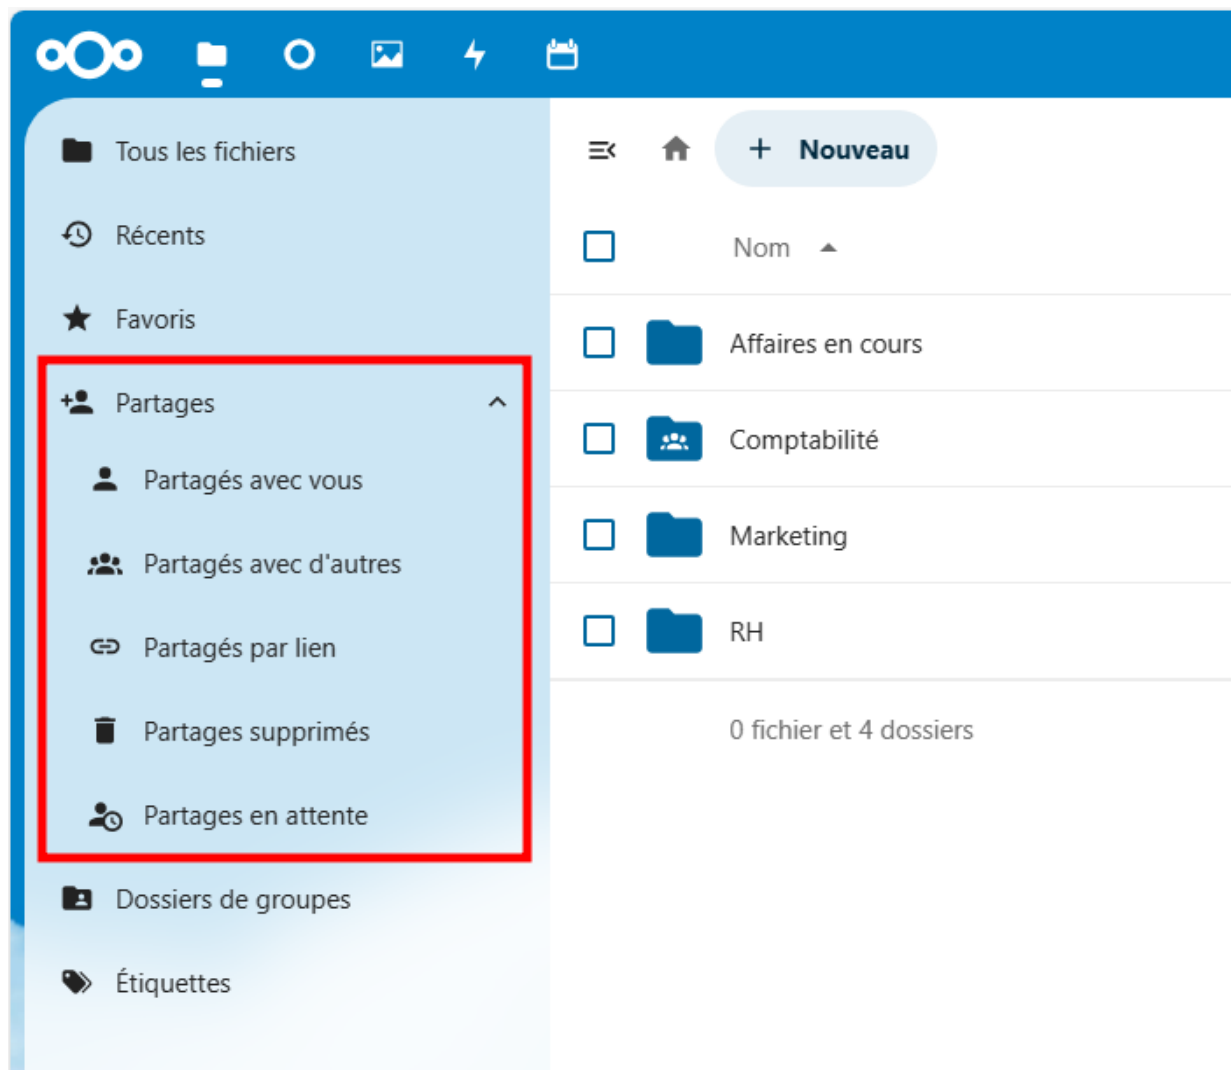 Tous les fichiers
Récents
Favoris
Partages
Partagés avec vous
Partagés avec d'autres
Partagés par lien
Partages supprimés
Partages en attente
Dossiers de groupes
Étiquettes
+ Nouveau
Nom
Affaires en cours
Comptabilité
Marketing
RH
0 fichier et 4 dossiers